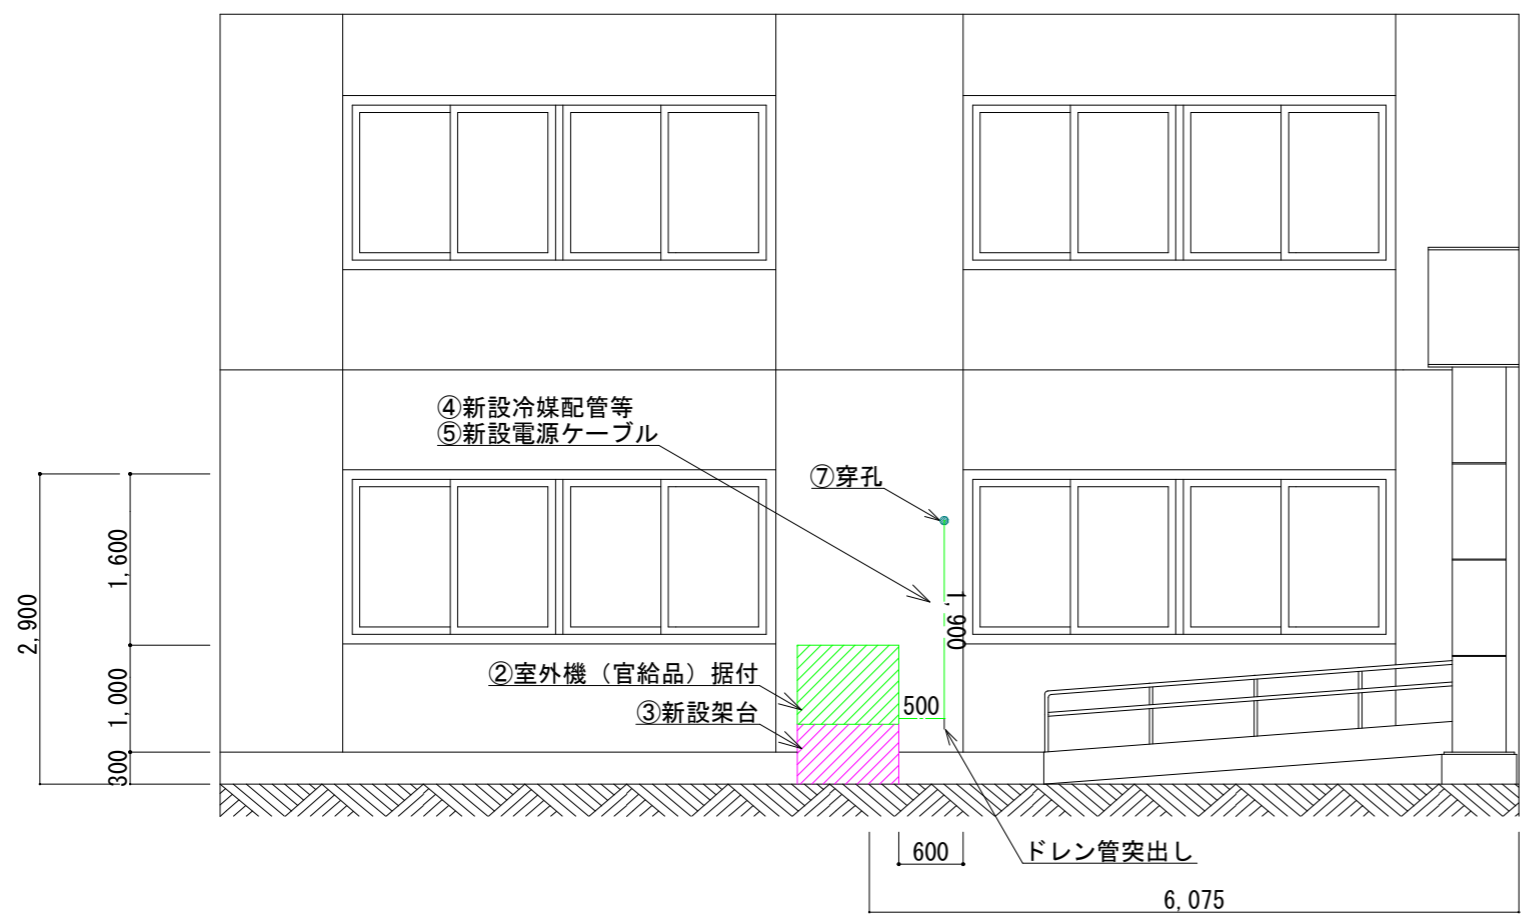 ④新設冷媒配管等
⑤新設電源ケーブル
⑦穿孔
1,600
2,900
1,900
②室外機（官給品）据付
1,000
500
③新設架台
300
600
ドレン管突出し
6,075